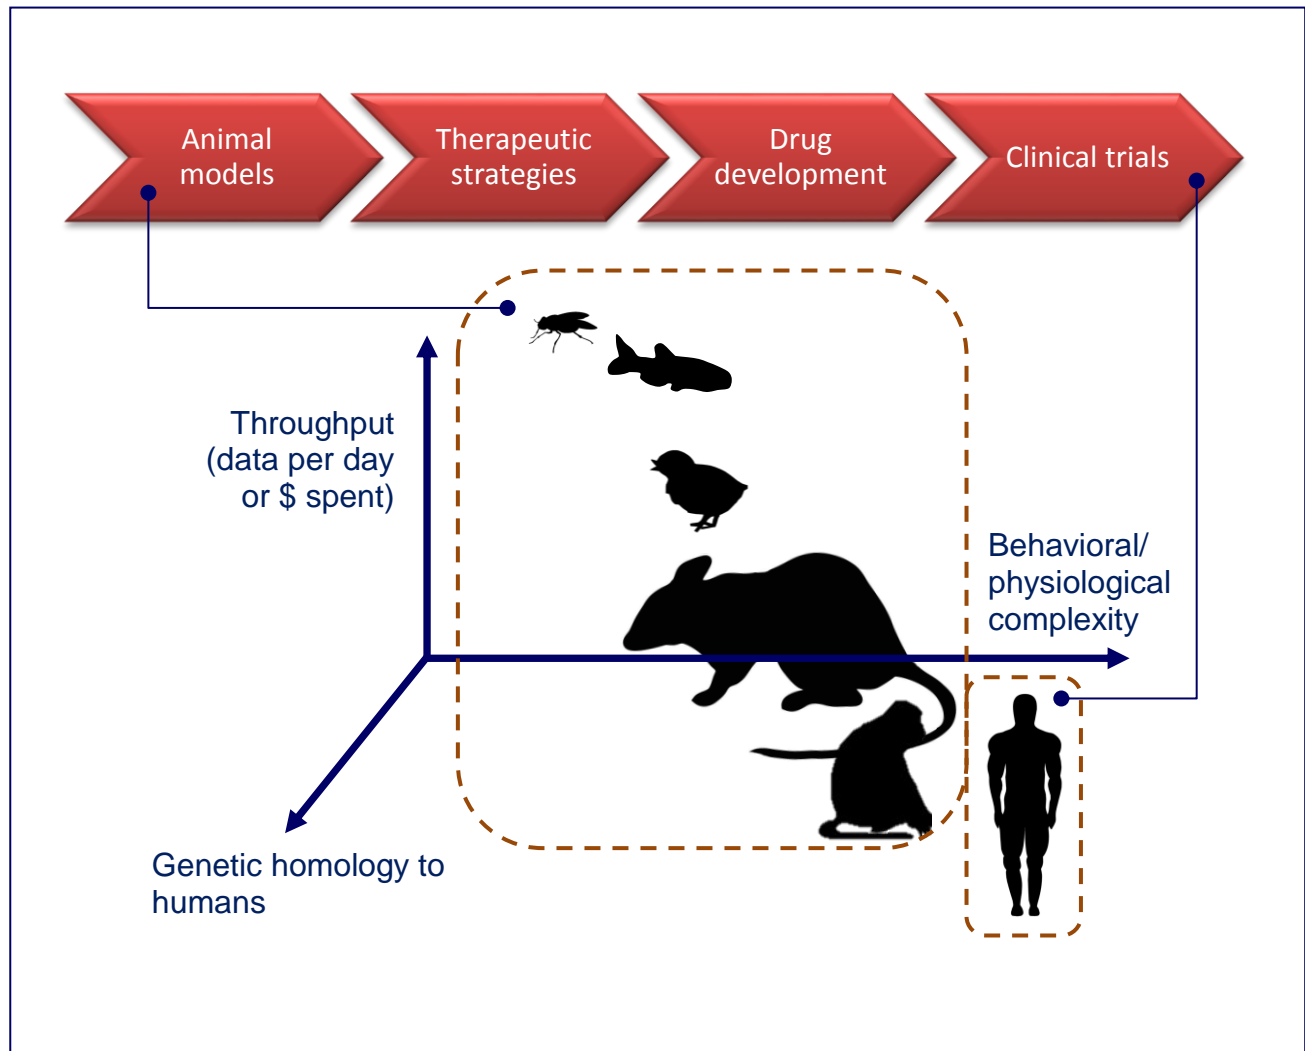 Animal
models
Therapeutic
strategies
Drug
development
Clinical trials
Throughput
(data per day
or $ spent)
Behavioral/
physiological
complexity
Genetic homology to
humans